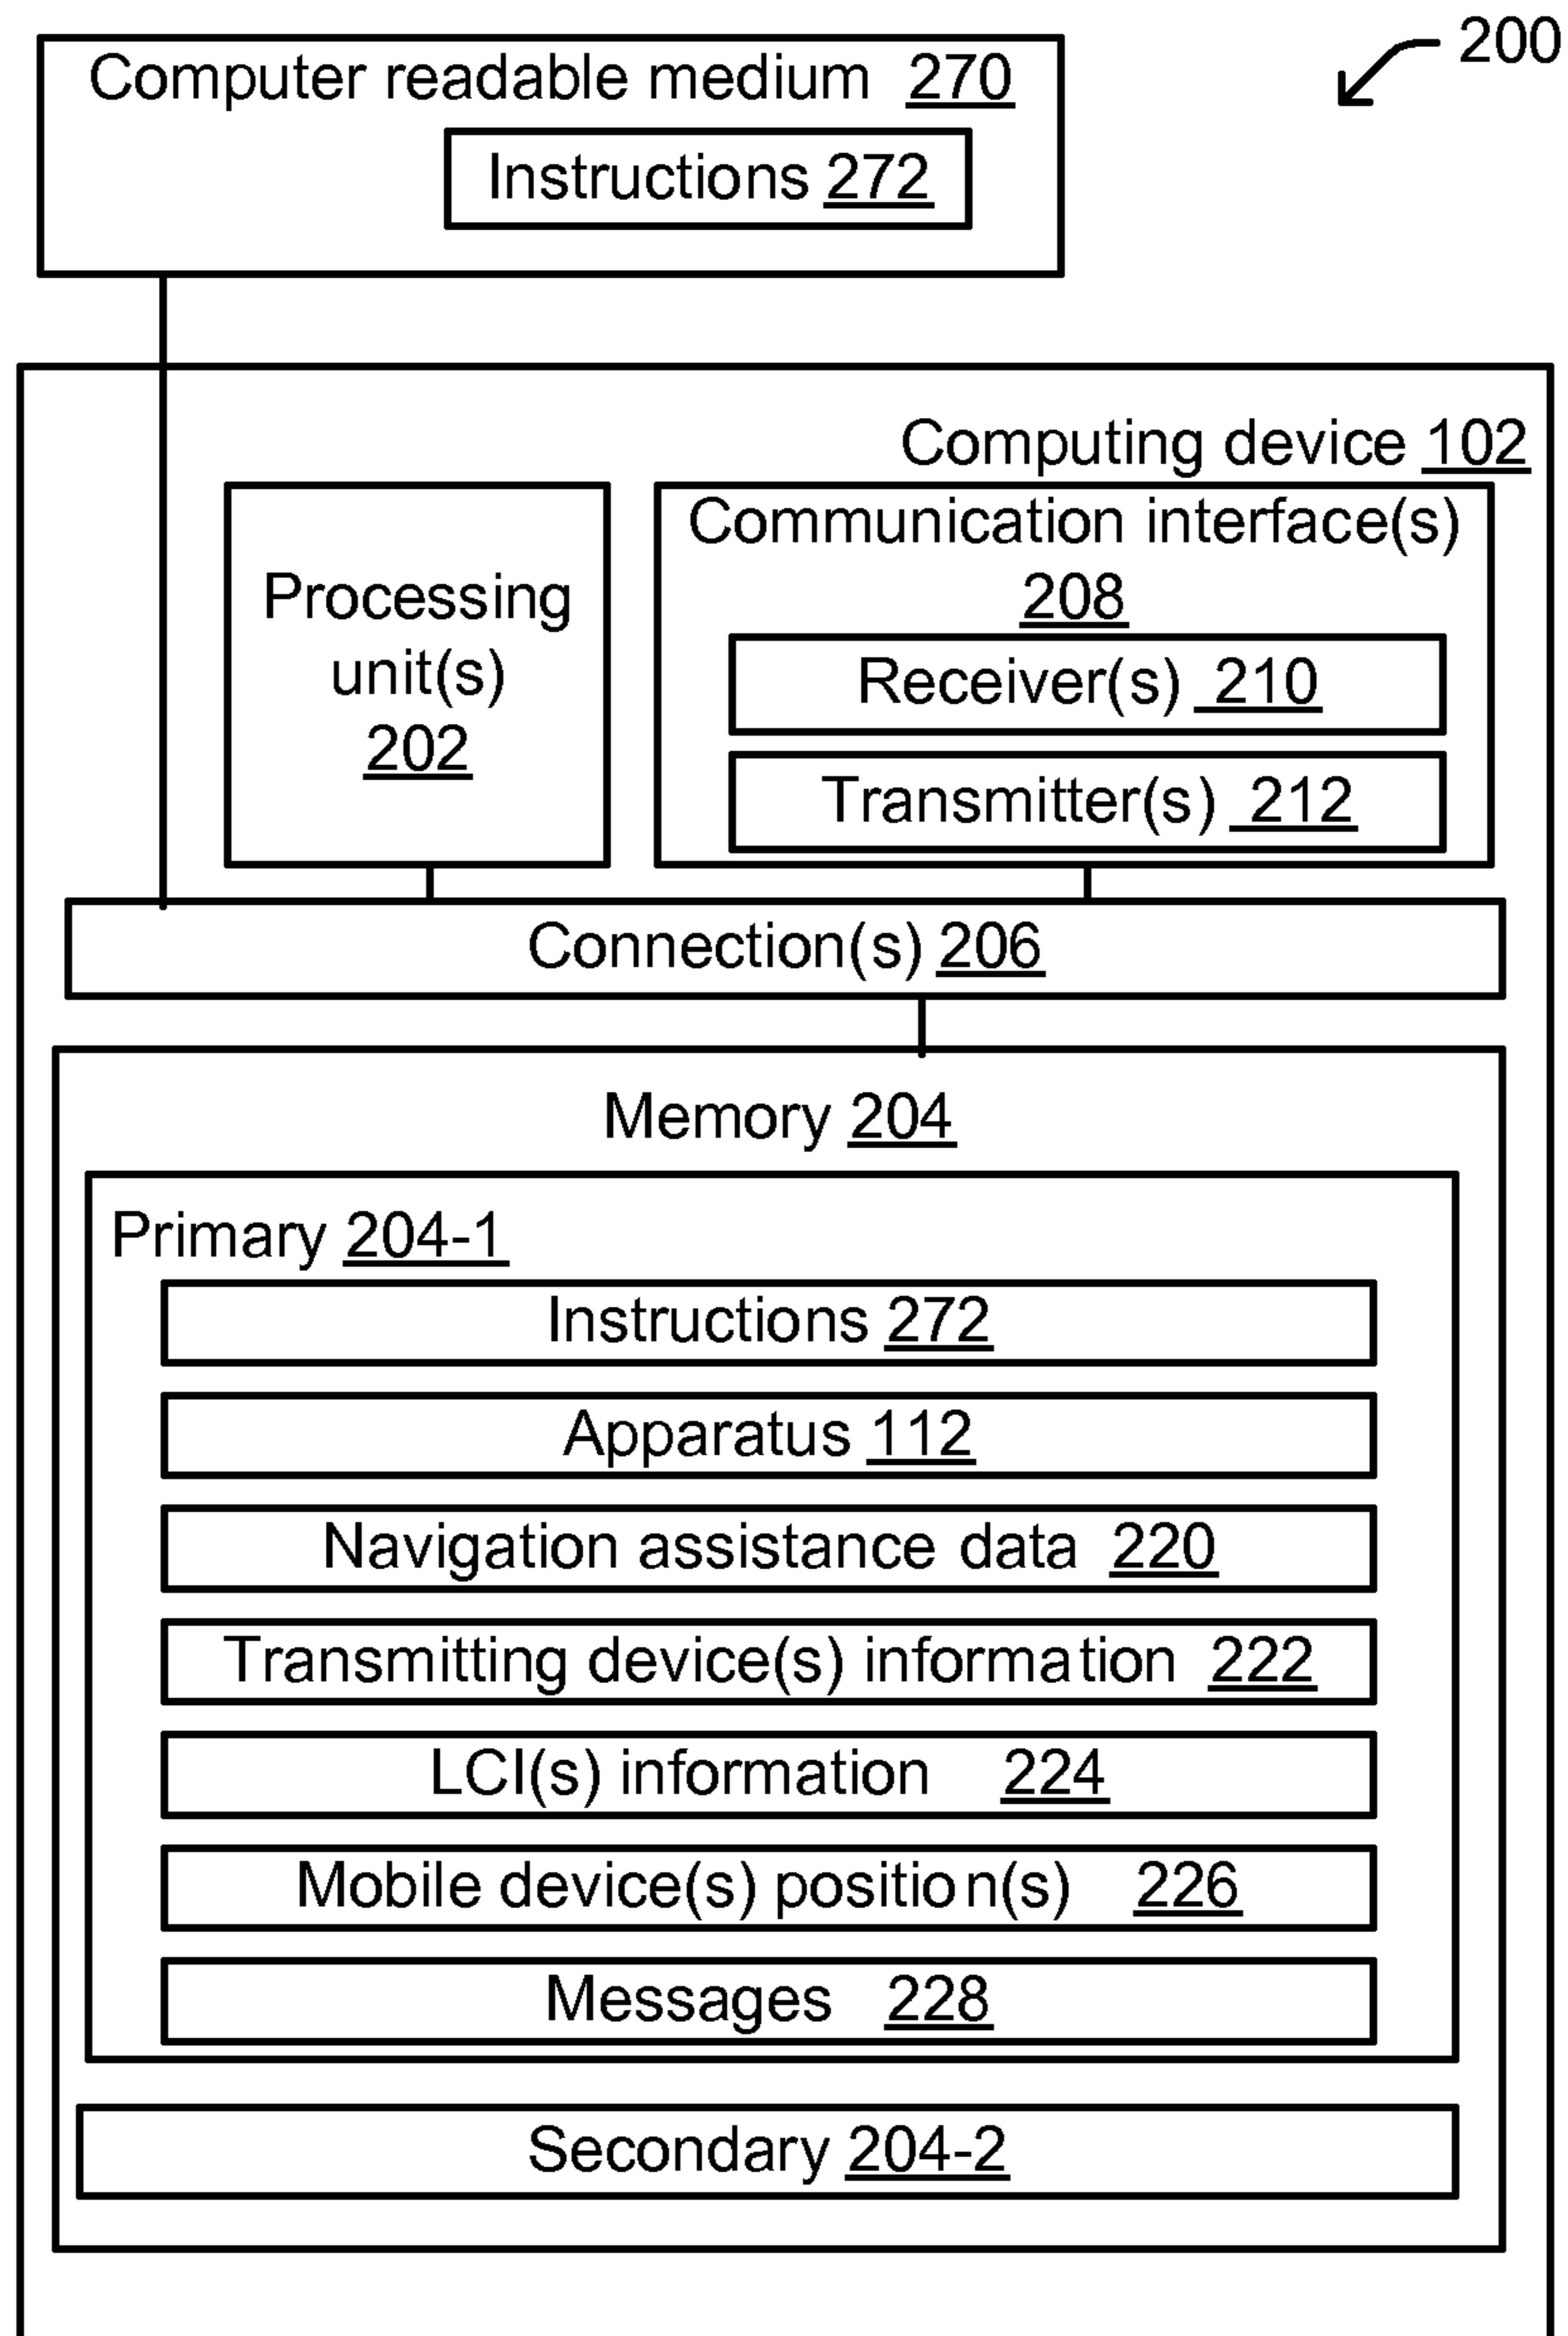 200
Computer readable medium 270
Instructions 272
Computing device 102
Processing
unit(s)
202
Communication interface(s)
208
Receiver(s) 210
Transmitter(s) 212
Connection(s) 206
Memory 204
Primary 204-1
Instructions 272
Apparatus 112
Navigation assistance data 220
Transmitting device(s) information 222
LCI(s) information 224
Mobile device(s) position(s) 226
Messages 228
Secondary 204-2